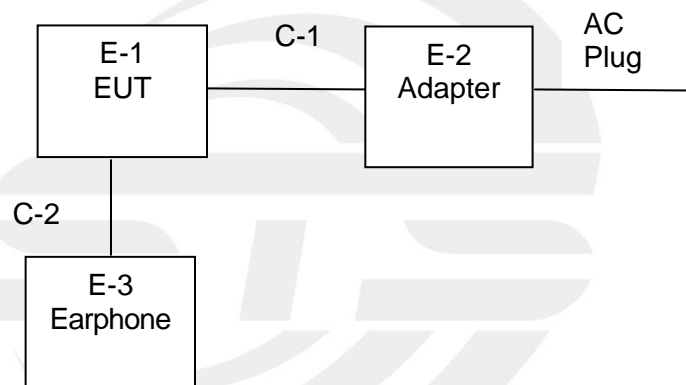 E-1
EUT
C-1
E-2
Adapter
AC
Plug
C-2
E-3
Earphone